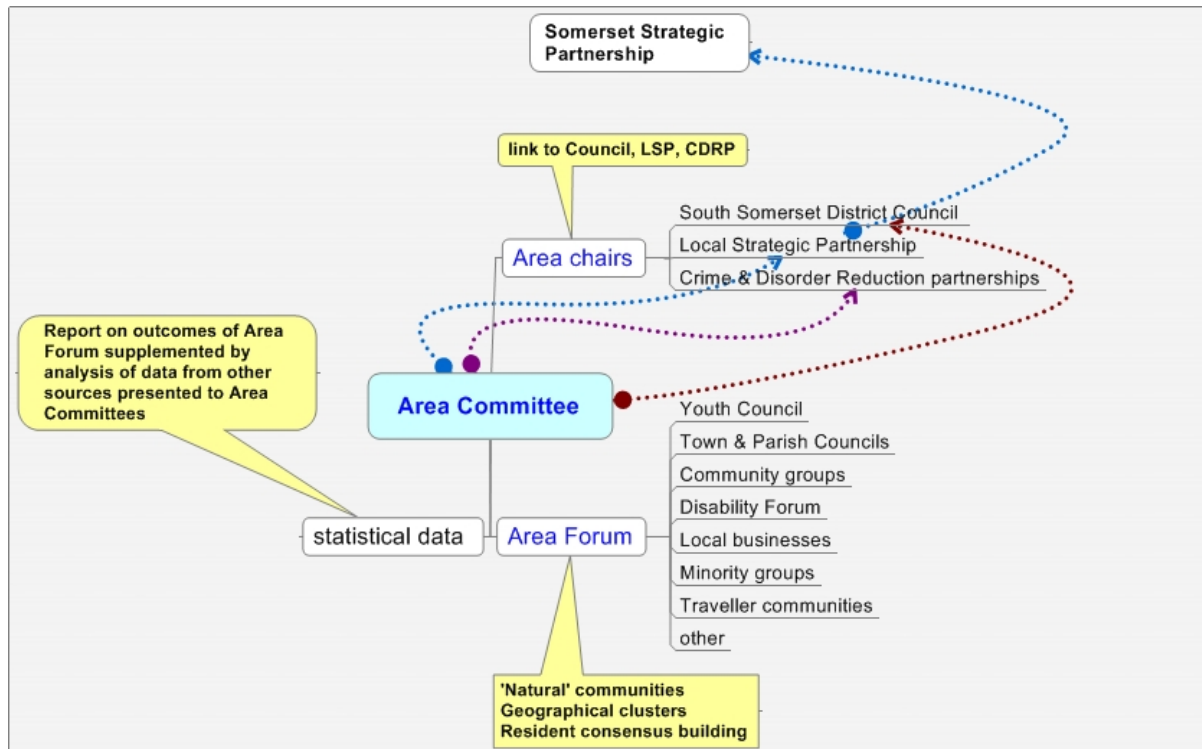 Somerset Strategic
Partnership
link to Council, LSP, CDRP
South Somerset District Council
Area chairs
Local Strategic Partnership
Crime & Disorder Reduction partnerships
Report on outcomes of Area
Forum supplemented by
analysis of data from other
sources presented to Area
Committees
Area Committee
Youth Council
Town & Parish Councils
Community groups
Disability Forum
statistical data
Area Forum
Local businesses
Minority groups
Traveller communities
other
'Natural' communities
Geographical clusters
Resident consensus building